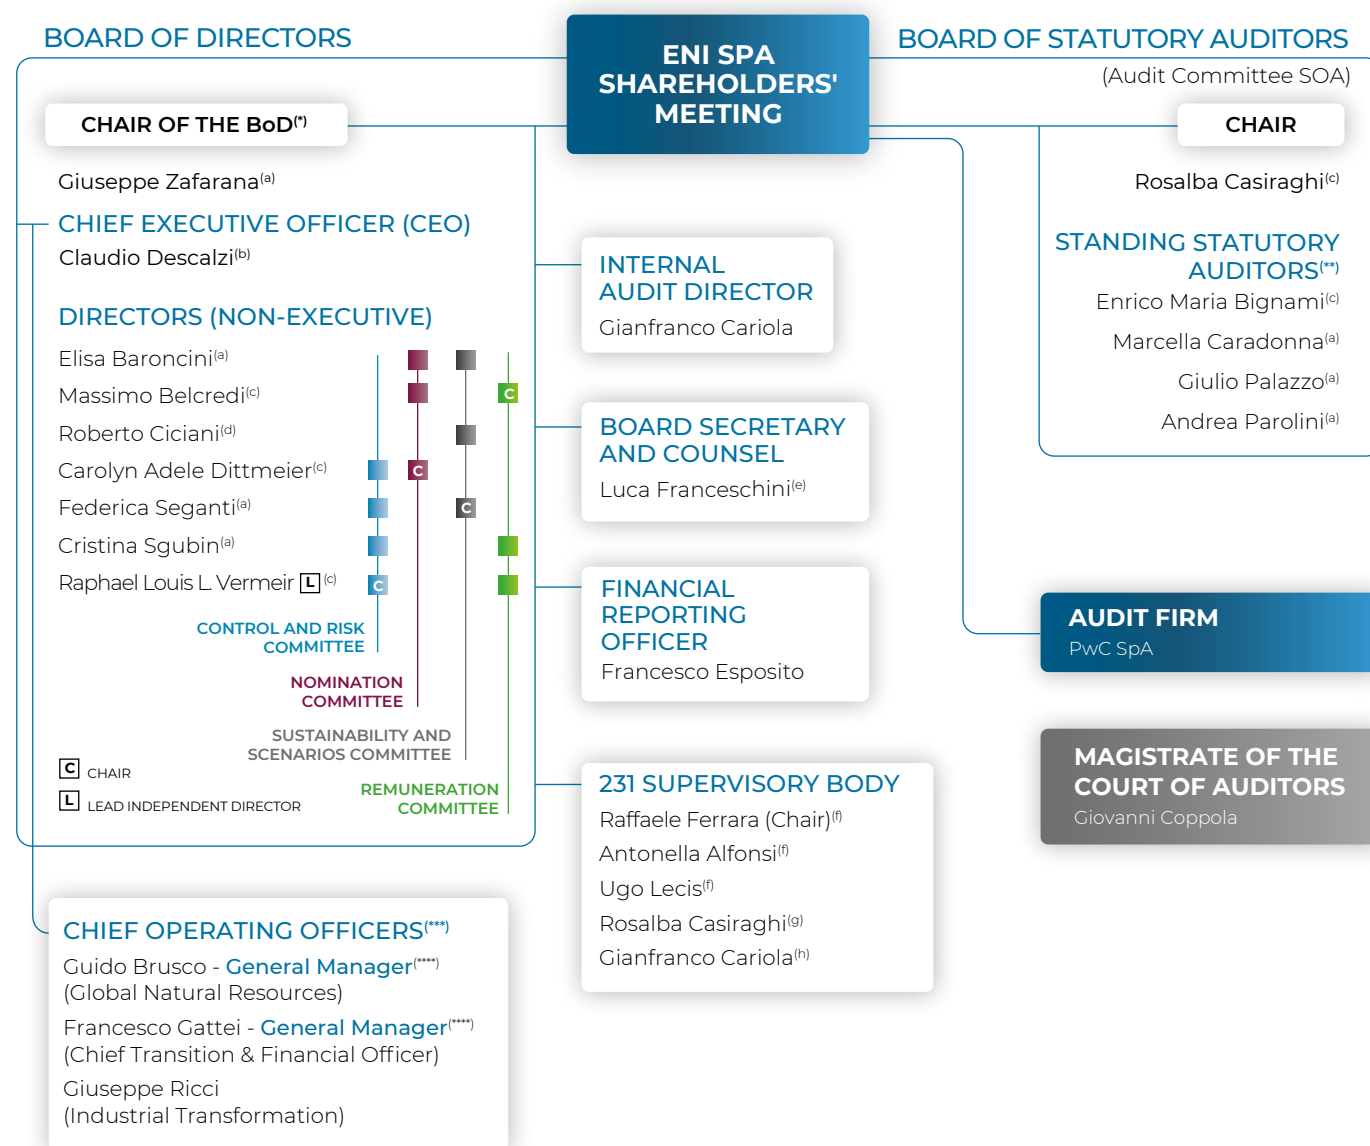 BOARD OF DIRECTORS
ENI SPA
SHAREHOLDERS'
MEETING
BOARD OF STATUTORY AUDITORS
(Audit Committee SOA)
CHAIR OF THE BoD(*)
Giuseppe Zafarana(a)
CHIEF EXECUTIVE OFFICER (CEO)
Claudio Descalzi(b)
DIRECTORS (NON-EXECUTIVE)
Elisa Baroncini(a)
Massimo Belcredi(c)
C
Roberto Ciciani(d)
Carolyn Adele Dittmeier(c)
C
Federica Seganti(a)
C
Cristina Sgubin(a)
Raphael Louis L. Vermeir L (c)
C
CONTROL AND RISK
COMMITTEE
NOMINATION
COMMITTEE
SUSTAINABILITY AND
SCENARIOS COMMITTEE
REMUNERATION
COMMITTEE
C CHAIR
L LEAD INDEPENDENT DIRECTOR
CHIEF OPERATING OFFICERS(***)
Guido Brusco - General Manager(****)
(Global Natural Resources)
Francesco Gattei - General Manager(****)
(Chief Transition & Financial Officer)
Giuseppe Ricci
(Industrial Transformation)
INTERNAL
AUDIT DIRECTOR
Gianfranco Cariola
BOARD SECRETARY
AND COUNSEL
Luca Franceschini(e)
FINANCIAL
REPORTING
OFFICER
Francesco Esposito
231 SUPERVISORY BODY
Raffaele Ferrara (Chair)(f)
Antonella Alfonsi(f)
Ugo Lecis(f)
Rosalba Casiraghi(g)
Gianfranco Cariola(h)
CHAIR
Rosalba Casiraghi(c)
STANDING STATUTORY
AUDITORS(**)
Enrico Maria Bignami(c)
Marcella Caradonna(a)
Giulio Palazzo(a)
Andrea Parolini(a)
AUDIT FIRM
PwC SpA
MAGISTRATE OF THE
COURT OF AUDITORS
Giovanni Coppola